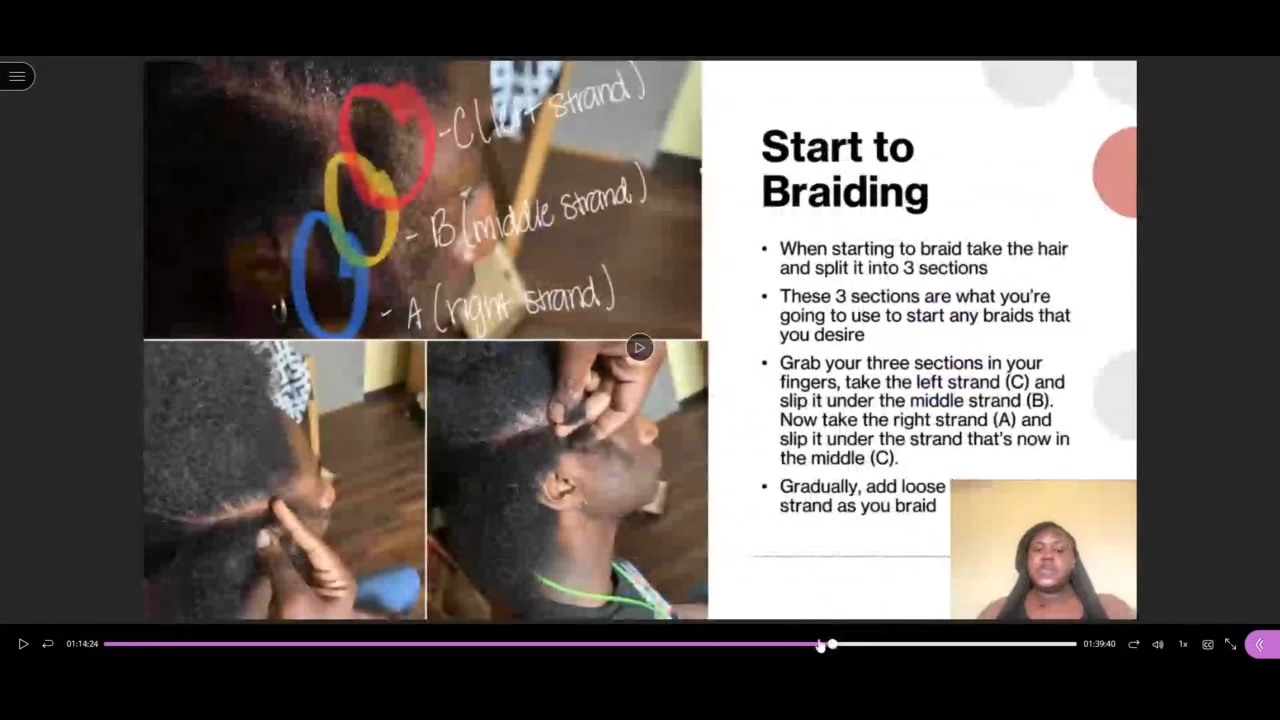 -C(left strand)
- B (middle strand)
- A (right strand)
Start to
Braiding
• When starting to braid take the hair
and split it into 3 sections
• These 3 sections are what you're
going to use to start any braids that
you desire
• Grab your three sections in your
fingers, take the left strand (C) and
slip it under the middle strand (B).
Now take the right strand (A) and
slip it under the strand that's now in
the middle (C).
• Gradually, add loose
strand as you braid
01:14:24
01:39:40
1x
CC